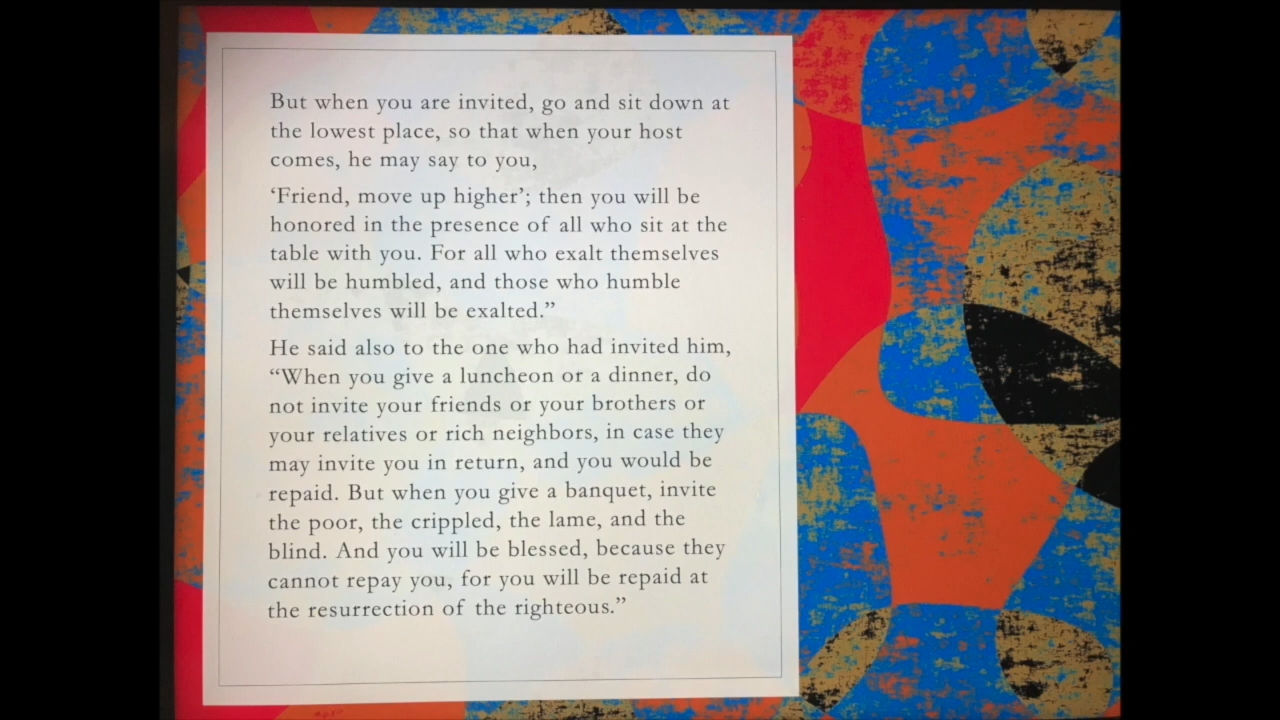 But when you are invited, go and sit down at
the lowest place, so that when your host
comes, he may say to you,
‘Friend, move up higher’; then you will be
honored in the presence of all who sit at the
table with you. For all who exalt themselves
will be humbled, and those who humble
themselves will be exalted.”
He said also to the one who had invited him,
“When you give a luncheon or a dinner, do
not invite your friends or your brothers or
your relatives or rich neighbors, in case they
may invite you in return, and you would be
repaid. But when you give a banquet, invite
the poor, the crippled, the lame, and the
blind. And you will be blessed, because they
cannot repay you, for you will be repaid at
the resurrection of the righteous.”